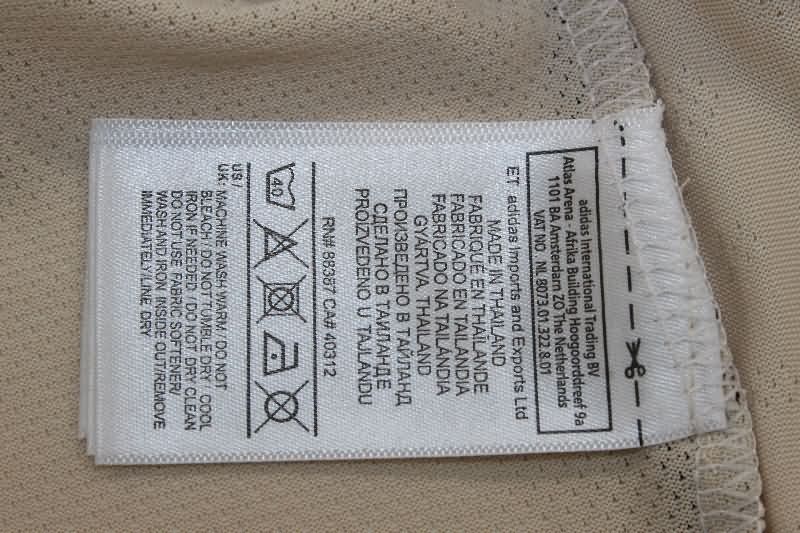 adidas International Trading BV
Atlas Arena - Afrika Building Hoogoorddreef 9a
1101 BA Amsterdam ZO The Netherlands
VAT NO. NL 8073.01.322.B.01
ET: adidas Imports and Exports Ltd
MADE IN THAILAND
FABRIQUÉ EN THAÏLANDE
FABRICADO EN TAILANDIA
FABRICADO NA TAILÂNDIA
GYÁRTVA, THAIFÖLD
ПРОИЗВЕДЕНО В ТАЙЛАНД
СДЕЛАНО В ТАИЛАНДЕ
PROIZVEDENO U TAJLANDU
RN# 88387 CA# 40312
40
US /
UK: MACHINE WASH WARM/ DO NOT
BLEACH / DO NOT TUMBLE DRY / COOL
IRON IF NEEDED / DO NOT DRY CLEAN
DO NOT USE FABRIC SOFTENER/
WASH AND IRON INSIDE OUT/REMOVE
IMMEDIATELY/LINE DRY